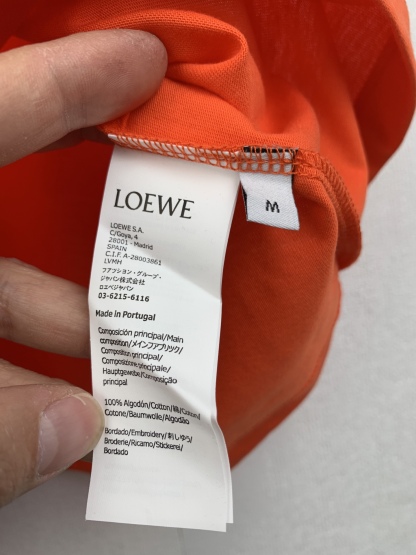 LOEWE
LOEWE S.A.
C/Goya, 4
28001 - Madrid
SPAIN
C.I.F. A-28003861
LVMH
ファッション・グループ・
ジャパン株式会社
ロエベジャパン
03-6215-6116
Made in Portugal
Composición principal/Main
composition/メインファブリック/
Composition principal/
Composizione principale/
Hauptgewebe/Composição
principal
100% Algodón/Cotton/綿/Coton/
Cotone/Baumwolle/Algodão
Bordado/Embroidery/刺しゅう/
Broderie/Ricamo/Stickerei/
Bordado
M